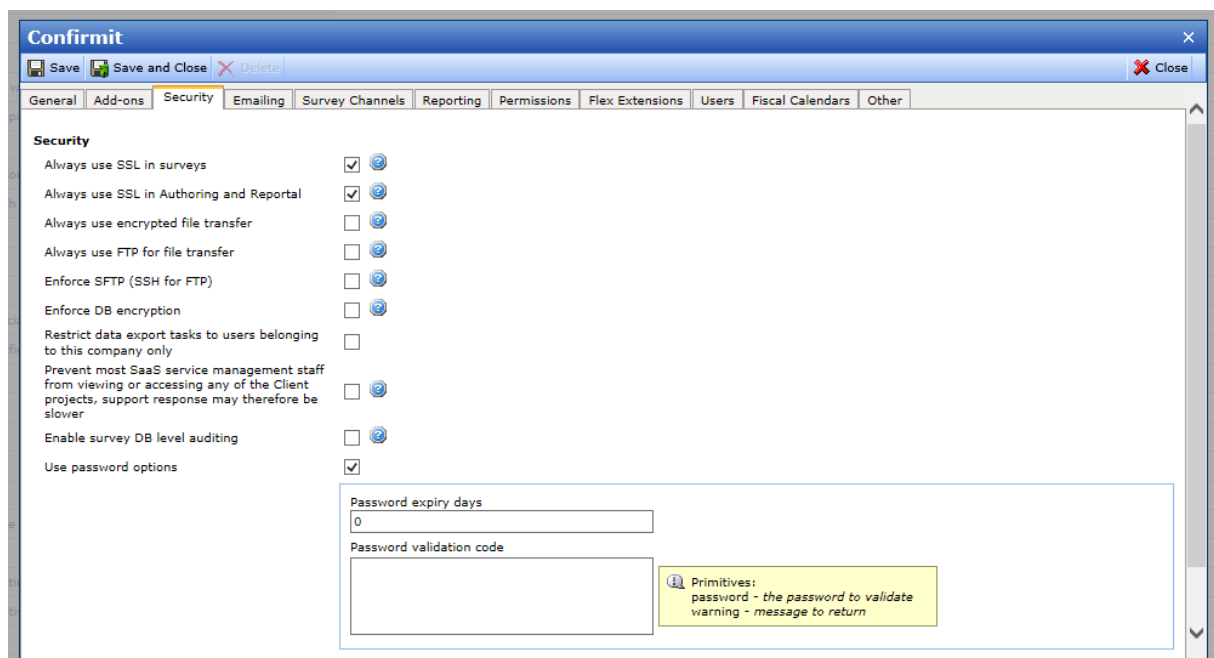 Confirmit
Save Save and Close Delete Close
General Add-ons Security Emailing Survey Channels Reporting Permissions Flex Extensions Users Fiscal Calendars Other
Security
Always use SSL in surveys
Always use SSL in Authoring and Reportal
Always use encrypted file transfer
Always use FTP for file transfer
Enforce SFTP (SSH for FTP)
Enforce DB encryption
Restrict data export tasks to users belonging
to this company only
Prevent most SaaS service management staff
from viewing or accessing any of the Client
projects, support response may therefore be
slower
Enable survey DB level auditing
Use password options
Password expiry days
0
Password validation code
Primitives:
password - the password to validate
warning - message to return